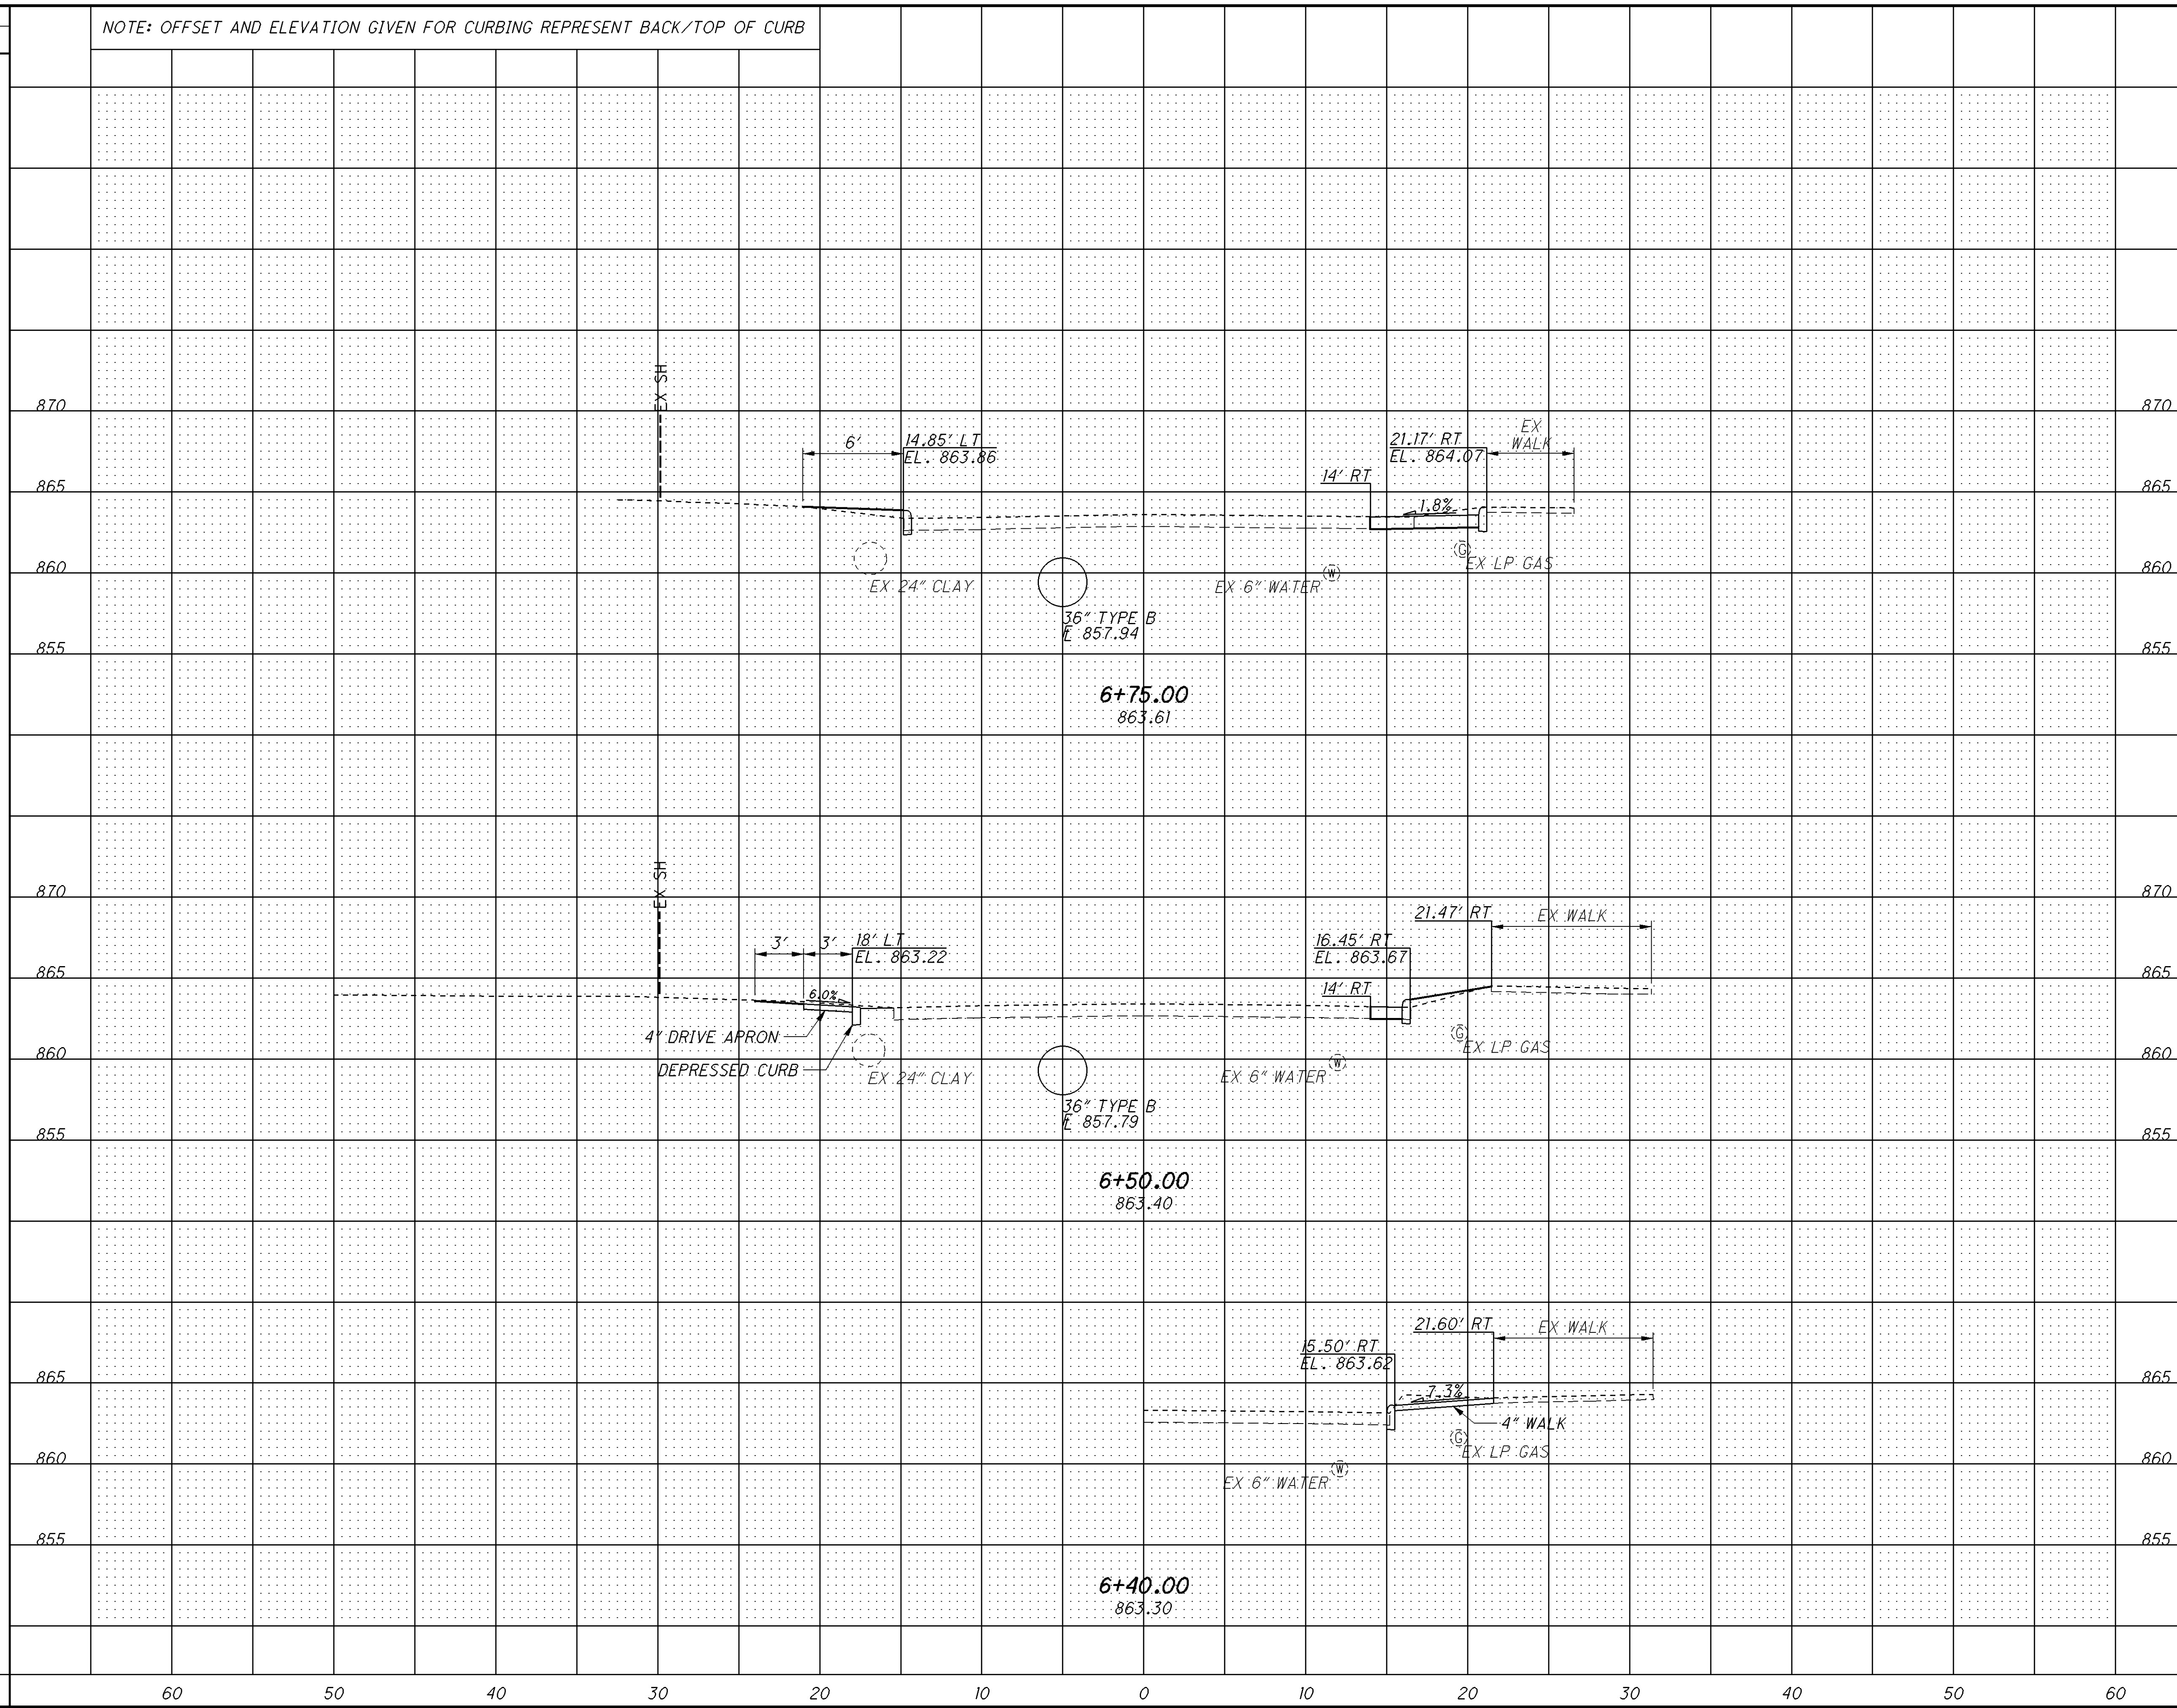 NOTE: OFFSET AND ELEVATION GIVEN FOR CURBING REPRESENT BACK/TOP OF CURB
EX SH
870
870
6'
14.85' LT
EL. 863.86
21.17' RT
EL. 864.07
EX
WALK
14' RT
865
865
1.8%
G
EX LP GAS
860
860
EX 24" CLAY
EX 6" WATER
W
36" TYPE B
FL 857.94
855
855
6+75.00
863.61
EX SH
870
870
3'
3'
18' LT
EL. 863.22
21.47' RT
EX WALK
16.45' RT
EL. 863.67
14' RT
865
865
6.0%
4" DRIVE APRON
DEPRESSED CURB
G
EX LP GAS
860
860
EX 24" CLAY
EX 6" WATER
W
36" TYPE B
FL 857.79
855
855
6+50.00
863.40
21.60' RT
EX WALK
15.50' RT
EL. 863.62
865
865
7.3%
4" WALK
G
EX LP GAS
860
860
EX 6" WATER
W
855
855
6+40.00
863.30
60
50
40
30
20
10
0
10
20
30
40
50
60